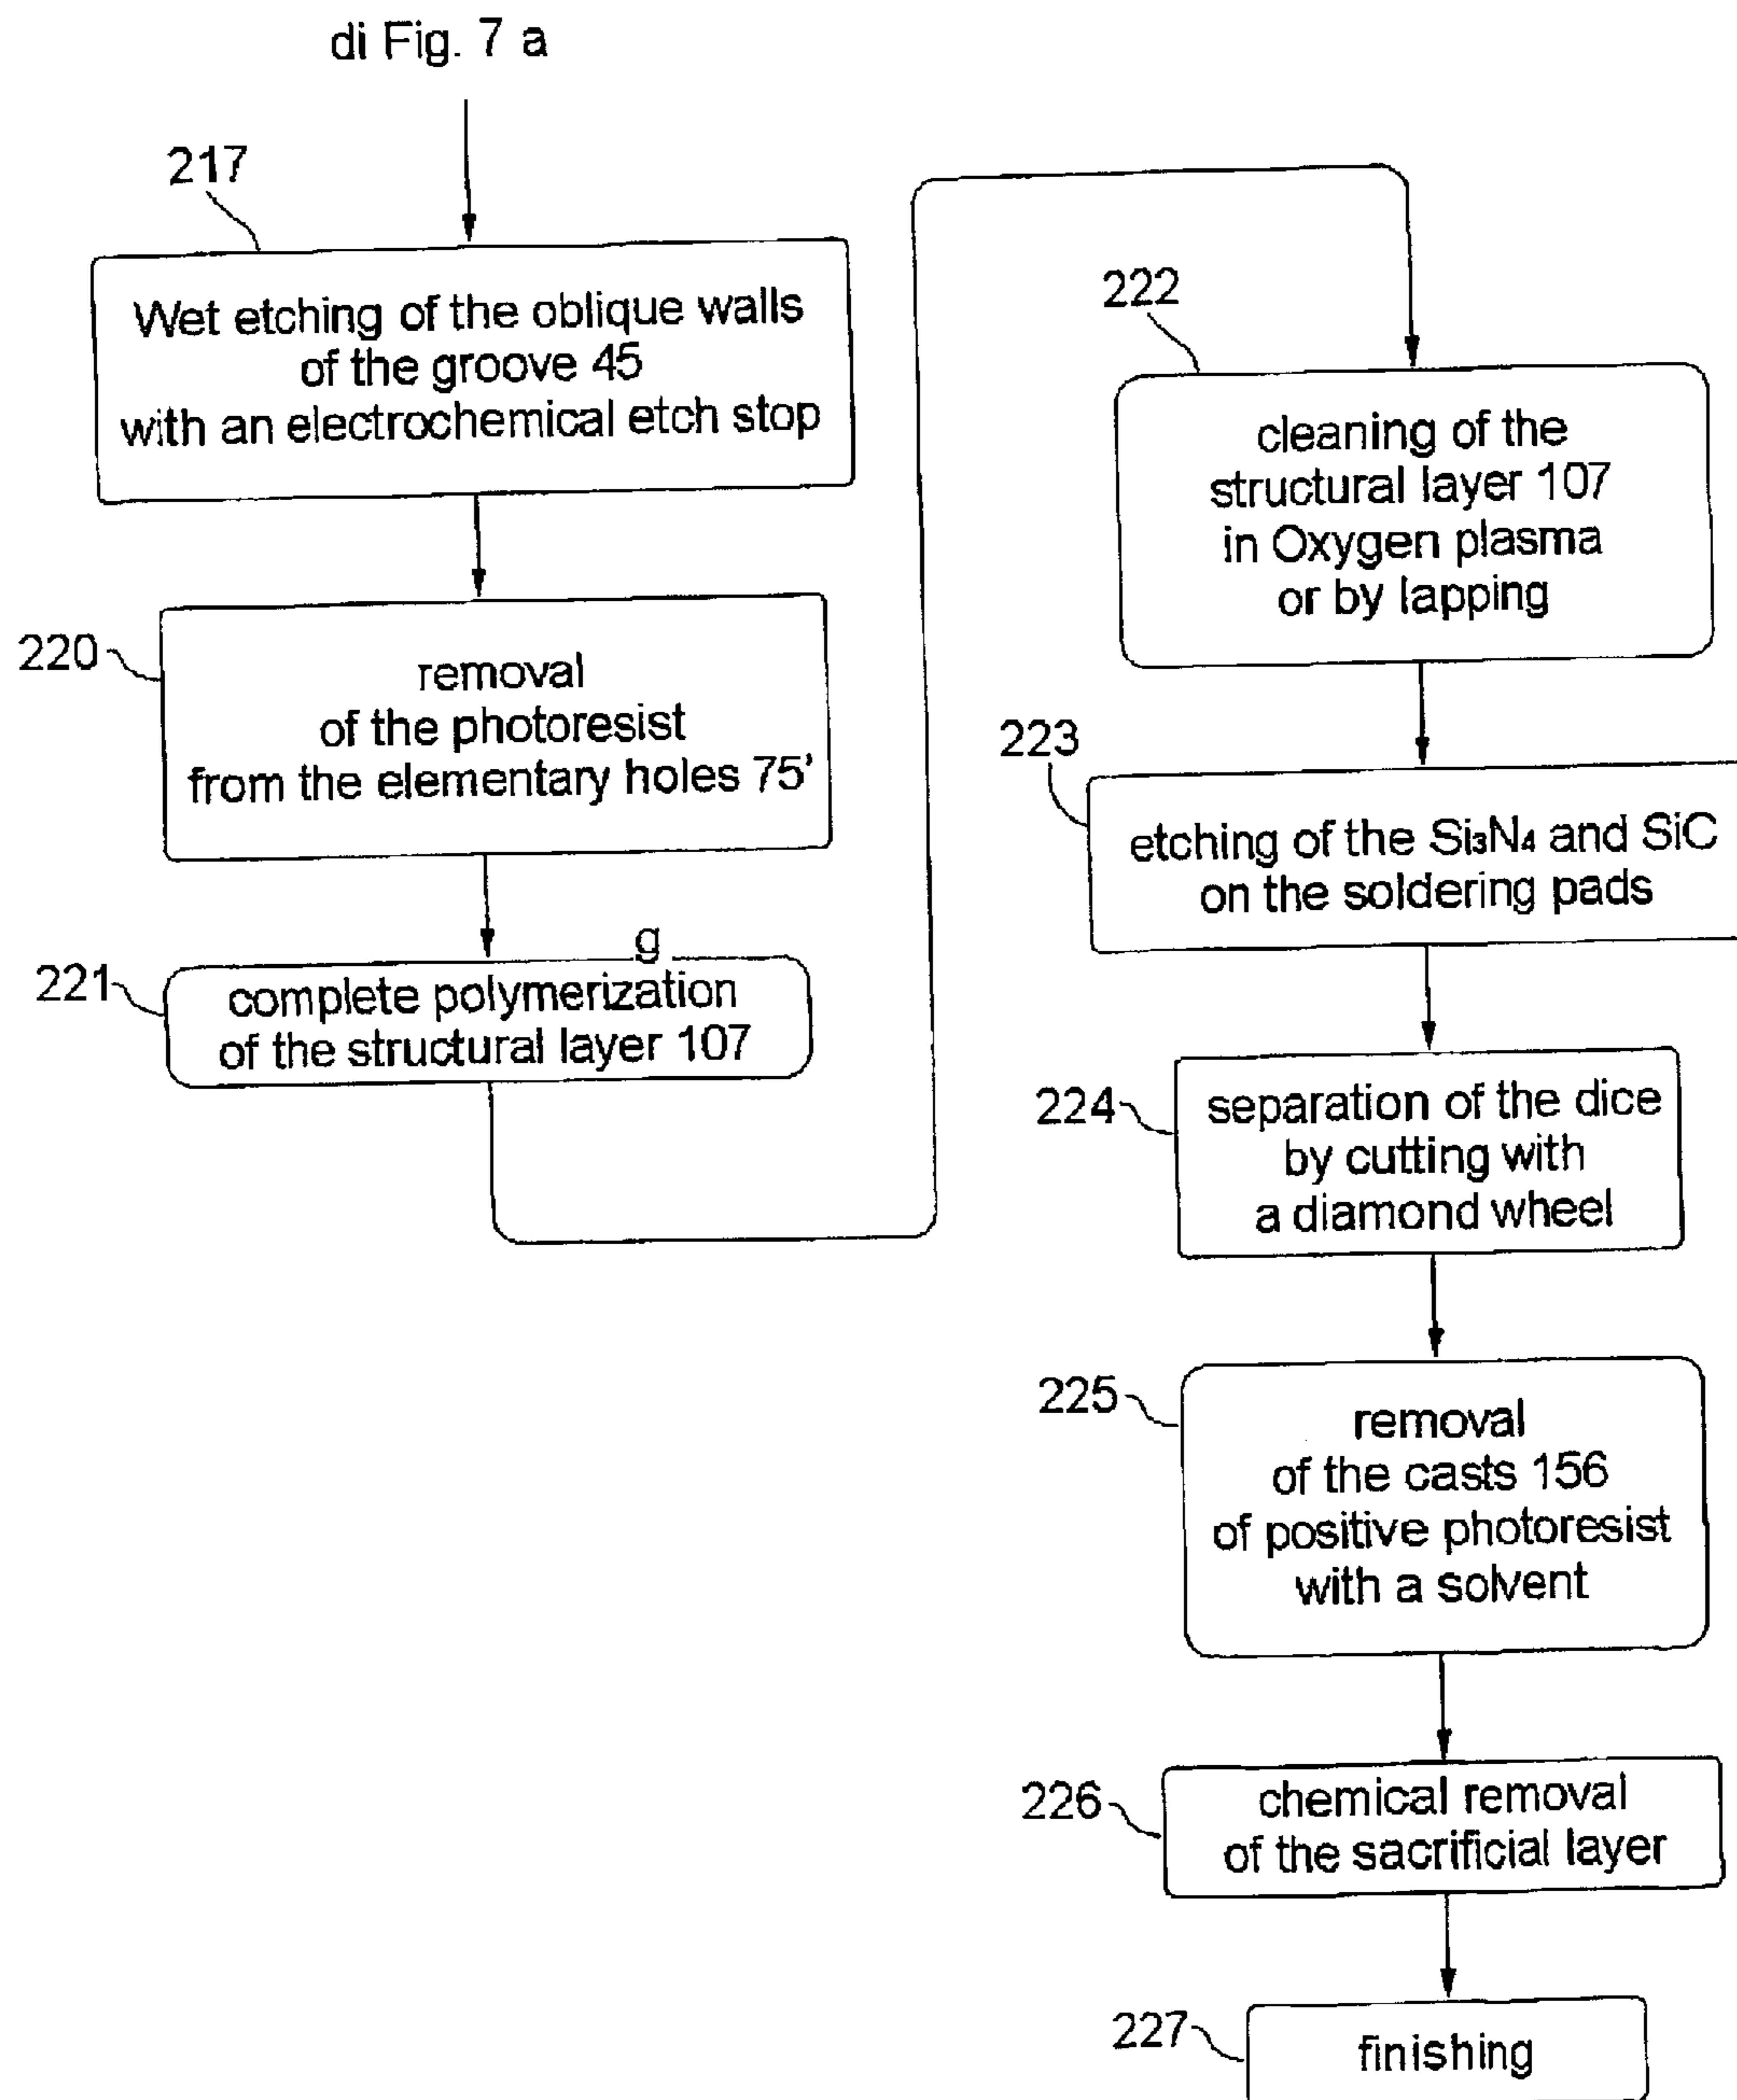 di Fig. 7 a
217
Wet etching of the oblique walls
of the groove 45
with an electrochemical etch stop
220
removal
of the photoresist
from the elementary holes 75'
g
221
complete polymerization
of the structural layer 107
222
cleaning of the
structural layer 107
in Oxygen plasma
or by lapping
223
etching of the Si₃N₄ and SiC
on the soldering pads
224
separation of the dice
by cutting with
a diamond wheel
225
removal
of the casts 156
of positive photoresist
with a solvent
226
chemical removal
of the sacrificial layer
227
finishing